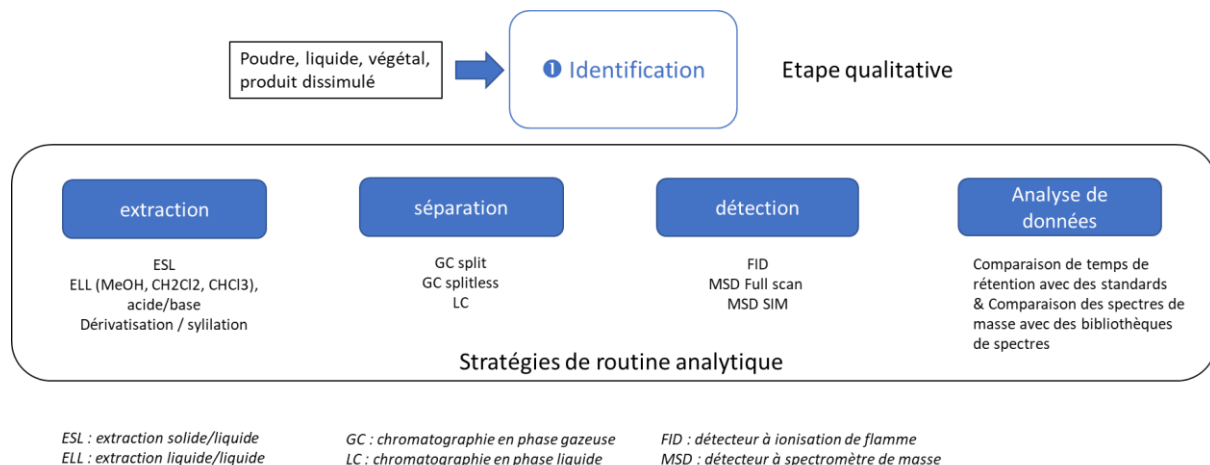 Poudre, liquide, végétal,
produit dissimulé
❶ Identification
Etape qualitative
extraction
ESL
ELL (MeOH, CH2Cl2, CHCl3),
acide/base
Dérivatisation / sylilation
séparation
GC split
GC splitless
LC
détection
FID
MSD Full scan
MSD SIM
Analyse de
données
Comparaison de temps de
rétention avec des standards
& Comparaison des spectres de
masse avec des bibliothèques
de spectres
Stratégies de routine analytique
ESL : extraction solide/liquide
ELL : extraction liquide/liquide
GC : chromatographie en phase gazeuse
LC : chromatographie en phase liquide
FID : détecteur à ionisation de flamme
MSD : détecteur à spectromètre de masse